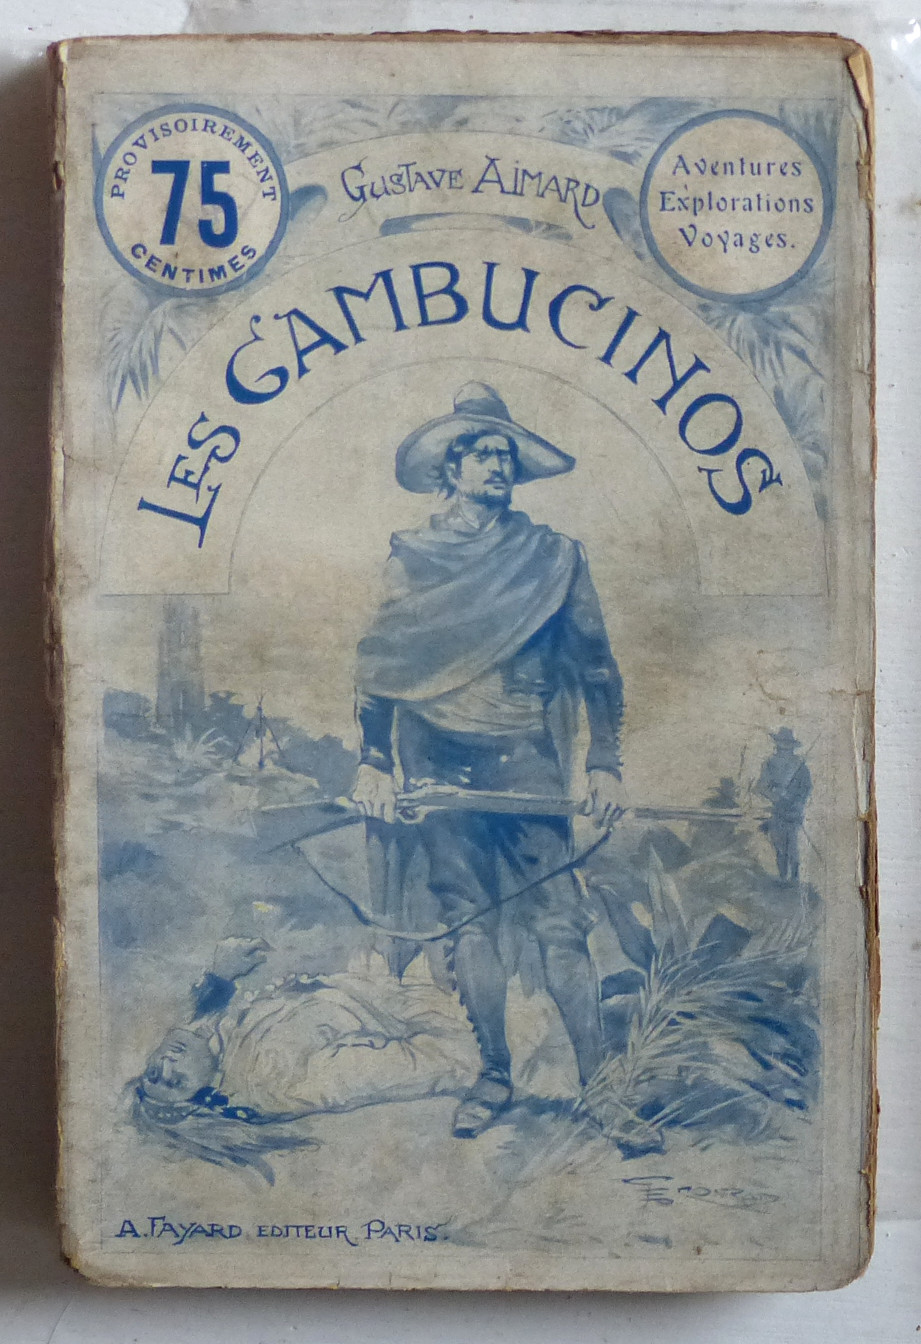 PROVISOIREMENT
75
CENTIMES
GUSTAVE AIMARD
Aventures
Explorations
Voyages.
LES GAMBUCINOS
A. FAYARD EDITEUR PARIS.